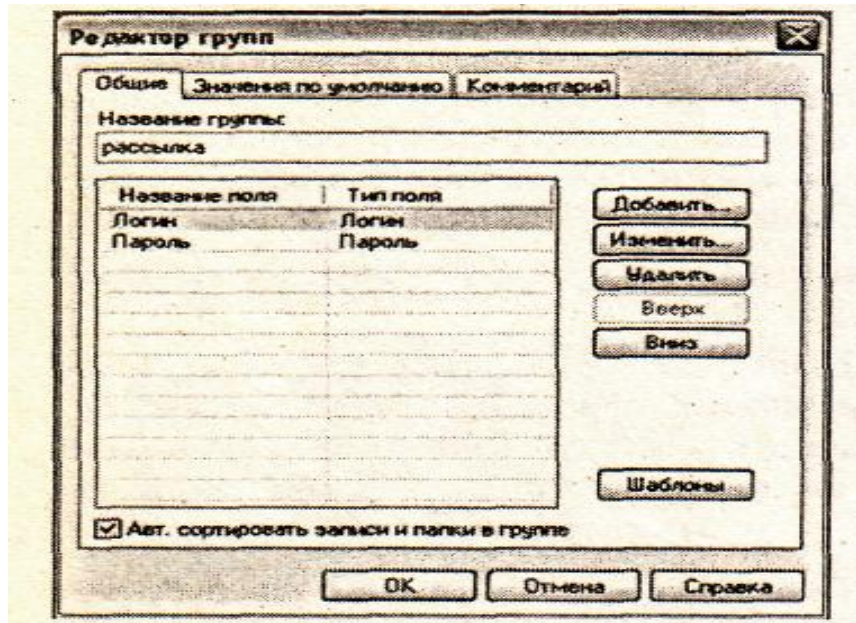 Редактор групп
Общие Значения по умолчанию Комментарий
Название группы:
рассылка
Название поля Тип поля
Логин Логин
Пароль Пароль
Добавить...
Изменить...
Удалить
Вверх
Вниз
Шаблоны
Авт. сортировать записи и папки в группе
OK Отмена Справка